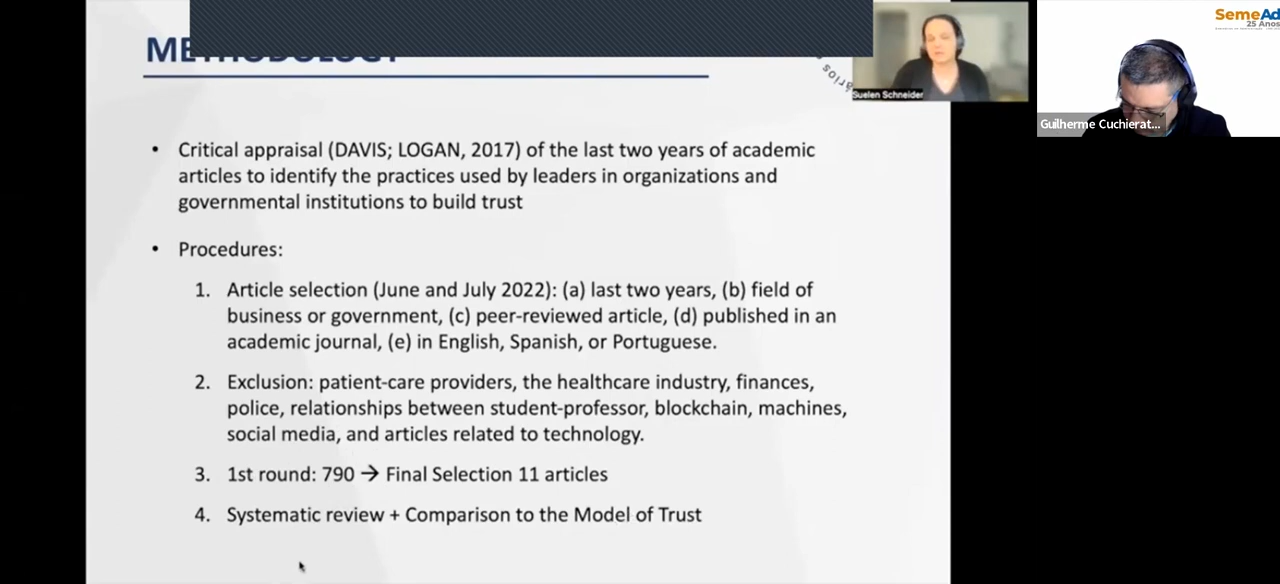 METHODOLOGY
SemeAd
25 Anos
Suelen Schneider
Guilherme Cuchierat...
• Critical appraisal (DAVIS; LOGAN, 2017) of the last two years of academic
articles to identify the practices used by leaders in organizations and
governmental institutions to build trust
• Procedures:
1. Article selection (June and July 2022): (a) last two years, (b) field of
business or government, (c) peer-reviewed article, (d) published in an
academic journal, (e) in English, Spanish, or Portuguese.
2. Exclusion: patient-care providers, the healthcare industry, finances,
police, relationships between student-professor, blockchain, machines,
social media, and articles related to technology.
3. 1st round: 790 → Final Selection 11 articles
4. Systematic review + Comparison to the Model of Trust